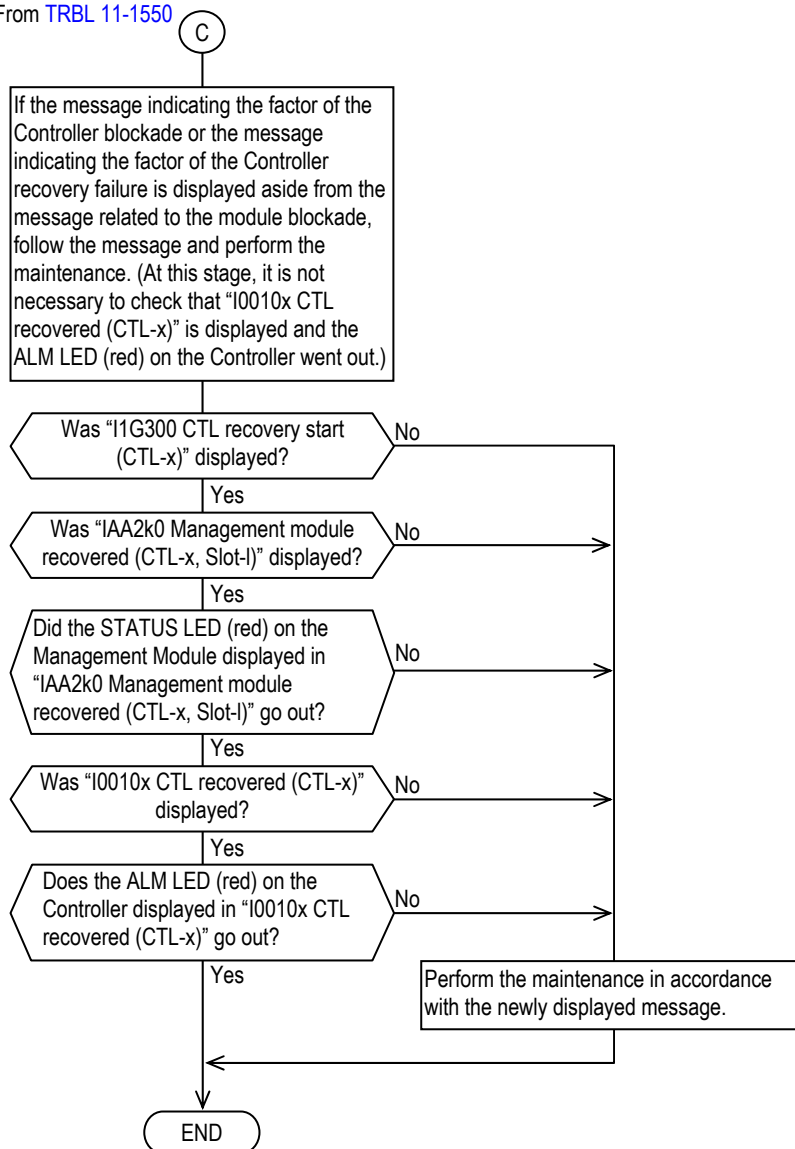 From TRBL 11-1550
C
If the message indicating the factor of the
Controller blockade or the message
indicating the factor of the Controller
recovery failure is displayed aside from the
message related to the module blockade,
follow the message and perform the
maintenance. (At this stage, it is not
necessary to check that “I0010x CTL
recovered (CTL-x)” is displayed and the
ALM LED (red) on the Controller went out.)
Was “I1G300 CTL recovery start
(CTL-x)” displayed?
No
Yes
Was “IAA2k0 Management module
recovered (CTL-x, Slot-l)” displayed?
No
Yes
Did the STATUS LED (red) on the
Management Module displayed in
“IAA2k0 Management module
recovered (CTL-x, Slot-l)” go out?
No
Yes
Was “I0010x CTL recovered (CTL-x)”
displayed?
No
Yes
Does the ALM LED (red) on the
Controller displayed in “I0010x CTL
recovered (CTL-x)” go out?
No
Yes
Perform the maintenance in accordance
with the newly displayed message.
END